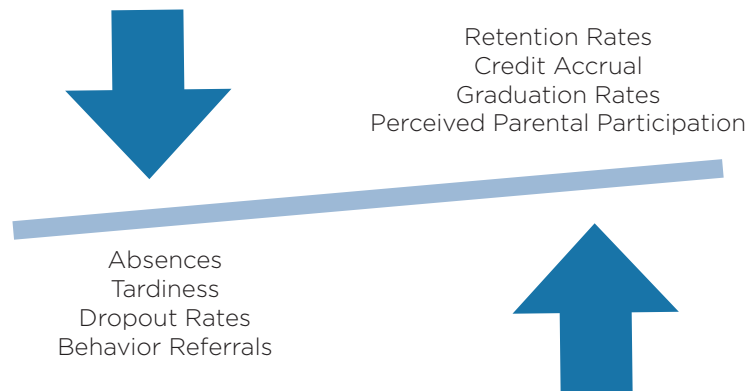 Retention Rates
Credit Accrual
Graduation Rates
Perceived Parental Participation
Absences
Tardiness
Dropout Rates
Behavior Referrals